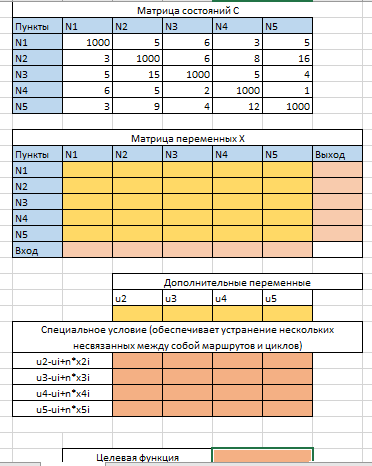 Матрица состояний С
Пункты N1 N2 N3 N4 N5
N1 1000 5 6 3 5
N2 3 1000 6 8 16
N3 5 15 1000 5 4
N4 6 5 2 1000 1
N5 3 9 4 12 1000
Матрица переменных X
Пункты N1 N2 N3 N4 N5 Выход
N1
N2
N3
N4
N5
Вход
Дополнительные переменные
u2 u3 u4 u5
Специальное условие (обеспечивает устранение нескольких
несвязанных между собой маршрутов и циклов)
u2-ui+n*x2i
u3-ui+n*x3i
u4-ui+n*x4i
u5-ui+n*x5i
Целевая функция